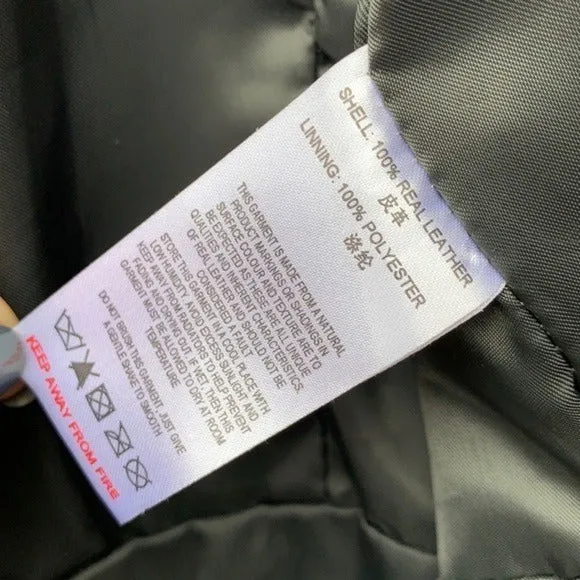 SHELL: 100% REAL LEATHER
皮革
LINNING: 100% POLYESTER
涤纶
THIS GARMENT IS MADE FROM A NATURAL
PRODUCT. MARKINGS OR SHADINGS IN
SURFACE COLOUR AND TEXTURE ARE TO
BE EXPECTED AS THESE ARE ALL DISTINCT
QUALITIES AND INHERENT CHARACTERISTICS.
OF REAL LEATHER AND SHOULD NOT BE
CONSIDERED A FAULT
STORE THIS GARMENT IN A COOL PLACE WITH
LOW HUMIDITY. AVOID EXCESS SUNLIGHT AND
KEEP AWAY FROM RADIATORS TO HELP PREVENT
FADING AND DRYING OUT. IF WET THEN THIS
GARMENT MUST BE ALLOWED TO DRY AT ROOM
TEMPERATURE
DO NOT BRUSH THIS GARMENT, JUST GIVE
A GENTLE SHAKE TO SMOOTH
KEEP AWAY FROM FIRE